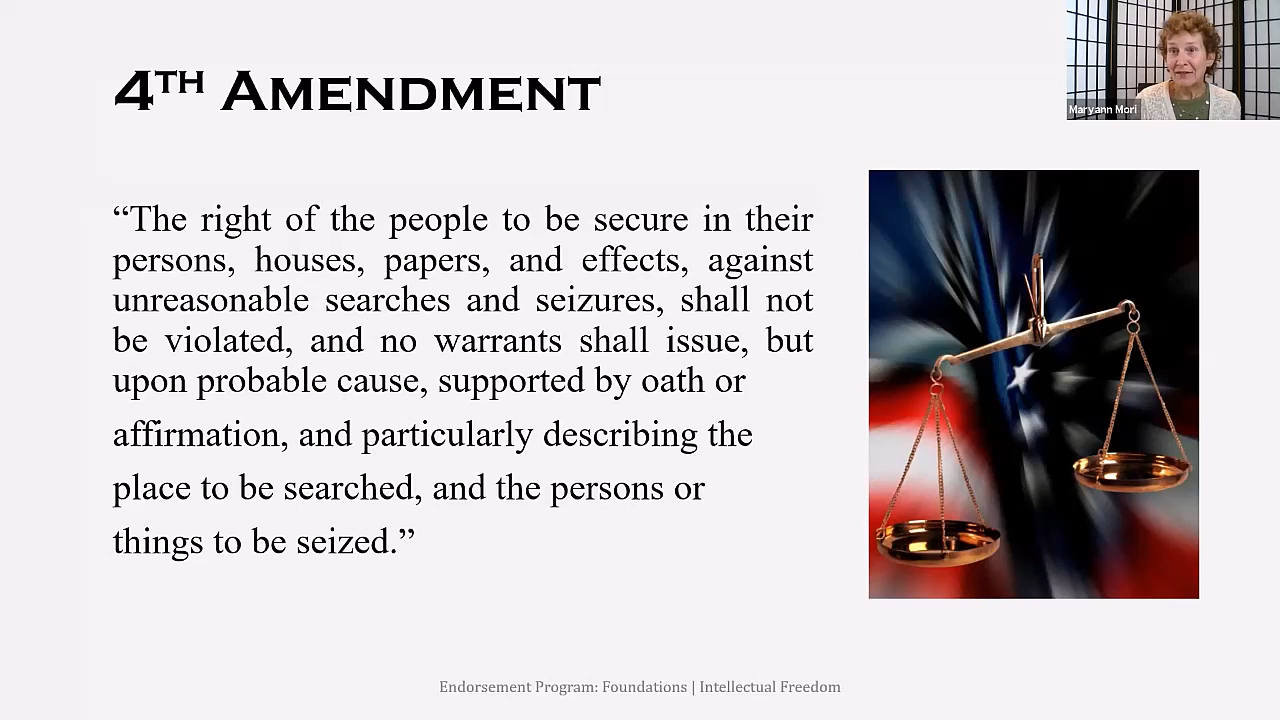 4TH AMENDMENT
Maryann Mori
“The right of the people to be secure in their
persons, houses, papers, and effects, against
unreasonable searches and seizures, shall not
be violated, and no warrants shall issue, but
upon probable cause, supported by oath or
affirmation, and particularly describing the
place to be searched, and the persons or
things to be seized.”
Endorsement Program: Foundations | Intellectual Freedom